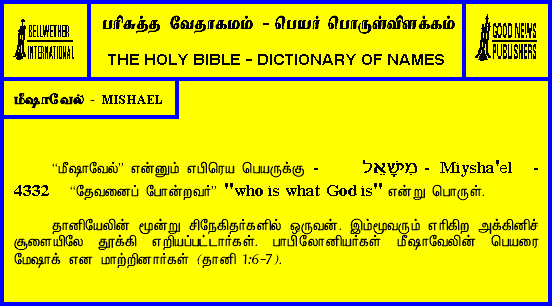 BELLWETHER
INTERNATIONAL
பரிசுத்த வேதாகமம் - பெயர் பொருள்விளக்கம்
THE HOLY BIBLE - DICTIONARY OF NAMES
GOOD NEWS
PUBLISHERS
மீஷாவேல் - MISHAEL
“மீஷாவேல்” என்னும் எபிரெய பெயருக்கு - מִישָׁאֵל - Miysha'el -
4332 “தேவனைப் போன்றவர்” "who is what God is" என்று பொருள்.
தானியேலின் மூன்று சிநேகிதர்களில் ஒருவன். இம்மூவரும் எரிகிற அக்கினிச்
சூளையிலே தூக்கி எறியப்பட்டார்கள். பாபிலோனியர்கள் மீஷாவேலின் பெயரை
மேஷாக் என மாற்றினார்கள் (தானி 1:6-7).